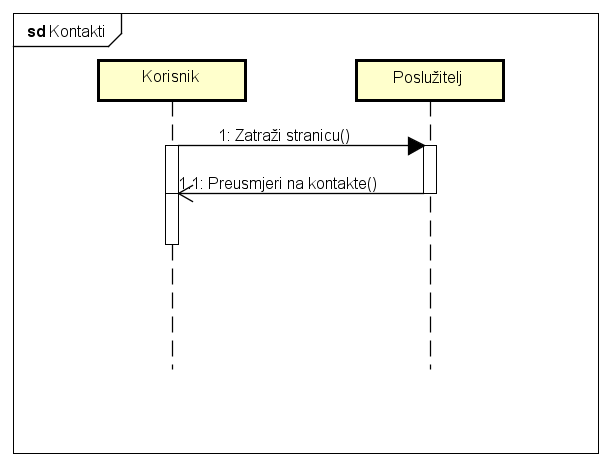 sd Kontakti
Korisnik
Poslužitelj
1: Zatraži stranicu()
1.1: Preusmjeri na kontakte()